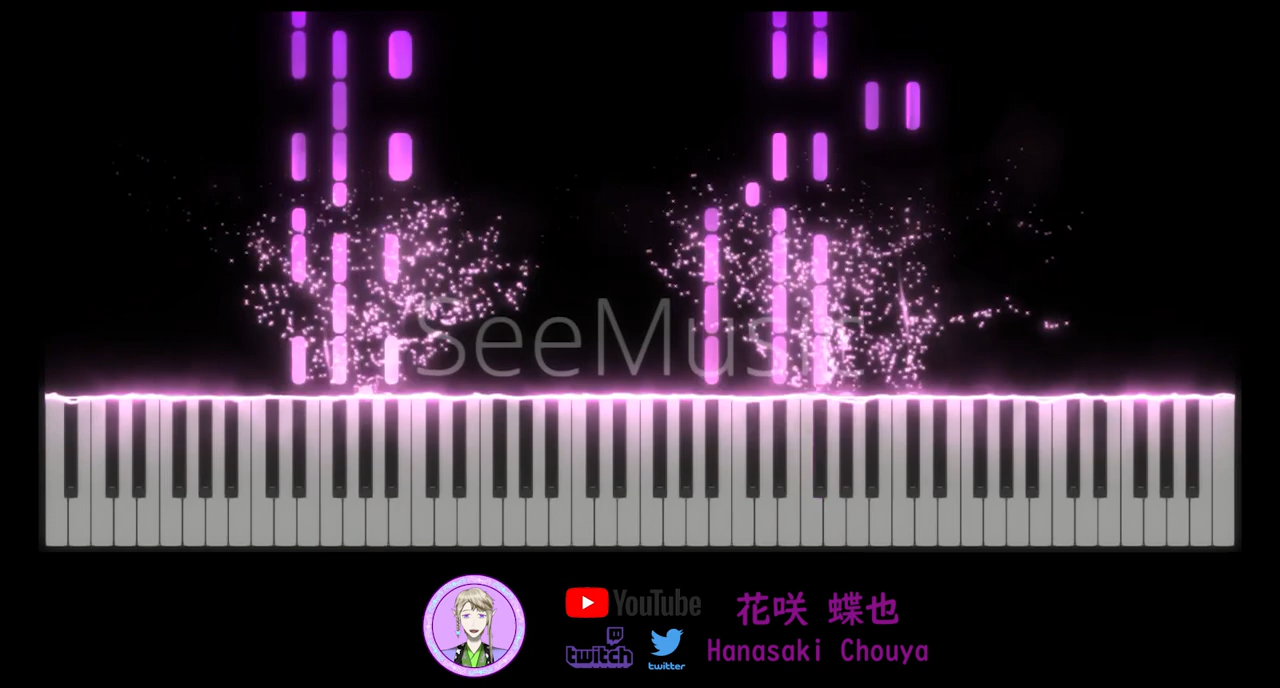 SeeMusic
YouTube
花咲 蝶也
twitch
twitter
Hanasaki Chouya